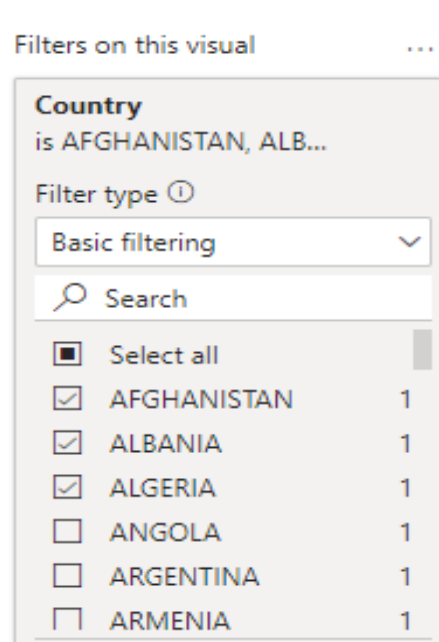 Filters on this visual ...
Country
is AFGHANISTAN, ALB...
Filter type
Basic filtering
Search
Select all
AFGHANISTAN 1
ALBANIA 1
ALGERIA 1
ANGOLA 1
ARGENTINA 1
ARMENIA 1